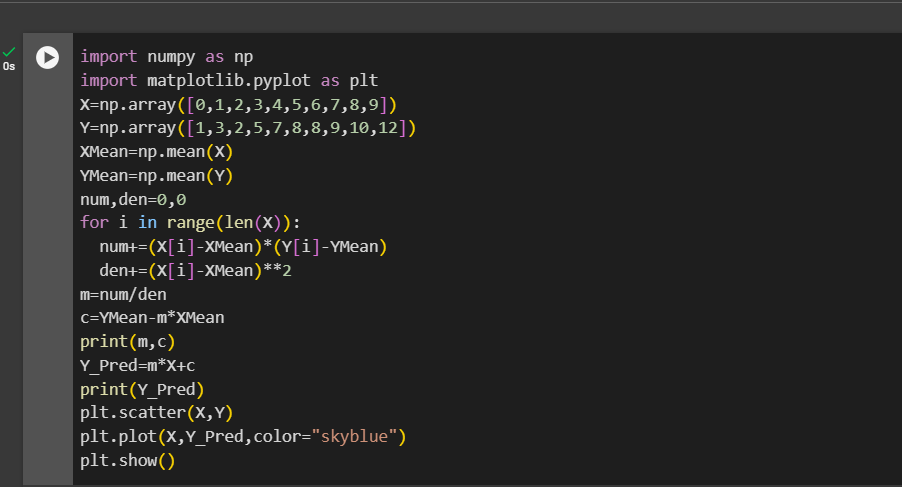 0s
import numpy as np
import matplotlib.pyplot as plt
X=np.array([0,1,2,3,4,5,6,7,8,9])
Y=np.array([1,3,2,5,7,8,8,9,10,12])
XMean=np.mean(X)
YMean=np.mean(Y)
num,den=0,0
for i in range(len(X)):
  num+=(X[i]-XMean)*(Y[i]-YMean)
  den+=(X[i]-XMean)**2
m=num/den
c=YMean-m*XMean
print(m,c)
Y_Pred=m*X+c
print(Y_Pred)
plt.scatter(X,Y)
plt.plot(X,Y_Pred,color="skyblue")
plt.show()